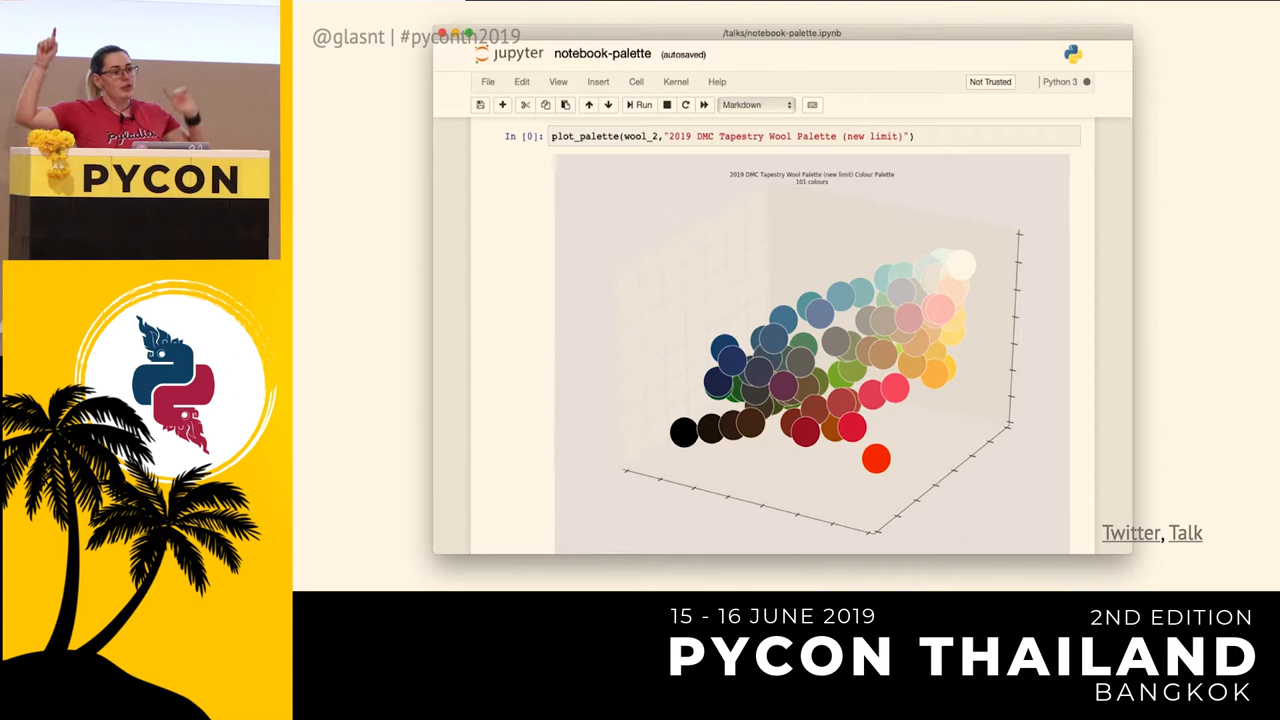 @glasnt | #pyconth2019
/talks/notebook-palette.ipynb
jupyter notebook-palette (autosaved)
File Edit View Insert Cell Kernel Help Not Trusted Python 3
Run Markdown
In [0]: plot_palette(wool_2,"2019 DMC Tapestry Wool Palette (new limit)")
2019 DMC Tapestry Wool Palette (new limit) Colour Palette
101 colours
pyladies
PYCON
Twitter, Talk
15 - 16 JUNE 2019
2ND EDITION
PYCON THAILAND
BANGKOK